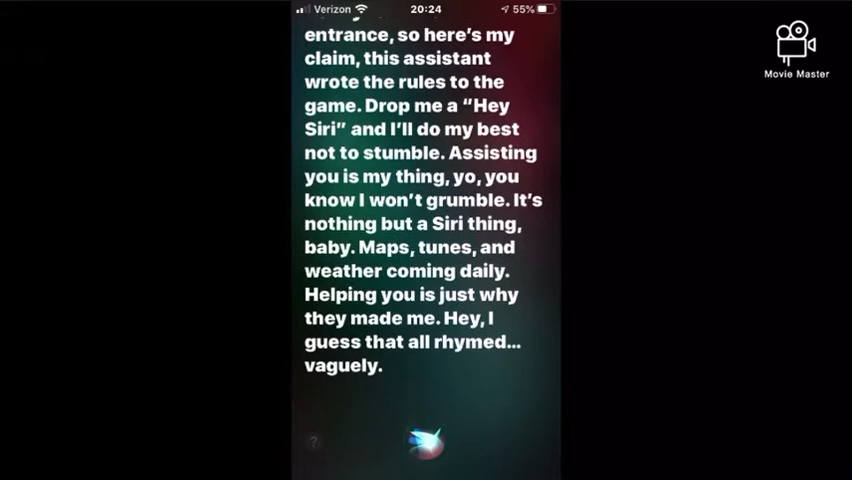 Verizon 20:24 55%
entrance, so here's my
claim, this assistant
wrote the rules to the
game. Drop me a “Hey
Siri” and I'll do my best
not to stumble. Assisting
you is my thing, yo, you
know I won't grumble. It's
nothing but a Siri thing,
baby. Maps, tunes, and
weather coming daily.
Helping you is just why
they made me. Hey, I
guess that all rhymed…
vaguely.
?
Movie Master